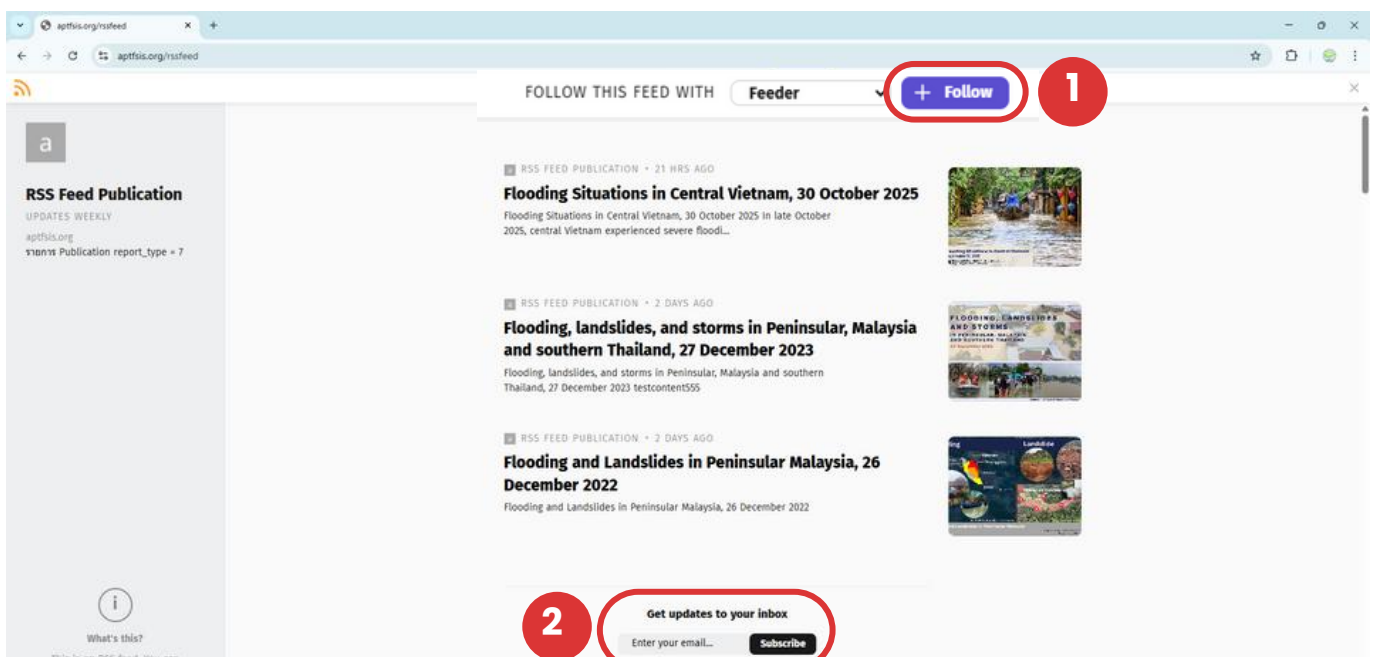 aptfsis.org/rssfeed
aptfsis.org/rssfeed
FOLLOW THIS FEED WITH Feeder + Follow
1
a
RSS Feed Publication
UPDATES WEEKLY
aptfsis.org
รายการ Publication report_type = 7
a RSS FEED PUBLICATION • 21 HRS AGO
Flooding Situations in Central Vietnam, 30 October 2025
Flooding Situations in Central Vietnam, 30 October 2025 In late October
2025, central Vietnam experienced severe floodi...
a RSS FEED PUBLICATION • 2 DAYS AGO
Flooding, landslides, and storms in Peninsular, Malaysia
and southern Thailand, 27 December 2023
Flooding, landslides, and storms in Peninsular, Malaysia and southern
Thailand, 27 December 2023 testcontent555
FLOODING, LANDSLIDES
AND STORMS
a RSS FEED PUBLICATION • 2 DAYS AGO
Flooding and Landslides in Peninsular Malaysia, 26
December 2022
Flooding and Landslides in Peninsular Malaysia, 26 December 2022
Landslide
i
What's this?
2
Get updates to your inbox
Enter your email... Subscribe